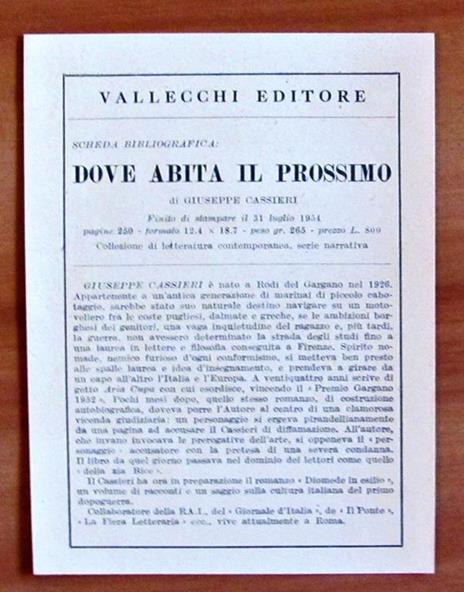 VALLECCHI EDITORE
SCHEDA BIBLIOGRAFICA:
DOVE ABITA IL PROSSIMO
di GIUSEPPE CASSIERI
Finito di stampare il 31 luglio 1954
pagine 250 - formato 12.4 × 18.7 - peso gr. 265 - prezzo L. 800
Collezione di letteratura contemporanea, serie narrativa
GIUSEPPE CASSIERI è nato a Rodi del Gargano nel 1926.
Appartenente a un'antica generazione di marinai di piccolo cabo-
taggio, sarebbe stato suo naturale destino navigare su un moto-
veliero fra le coste pugliesi, dalmate e greche, se le ambizioni bor-
ghesi dei genitori, una vaga inquietudine del ragazzo e, più tardi,
la guerra, non avessero determinato la strada degli studi fino a
una laurea in lettere e filosofia conseguita a Firenze. Spirito no-
made, nemico furioso d'ogni conformismo, si metteva ben presto
alle spalle laurea e idea d'insegnamento, e prendeva a girare da
un capo all'altro l'Italia e l'Europa. A ventiquattro anni scrive di
getto Aria Cupa con cui esordisce, vincendo il « Premio Gargano
1952 ». Pochi mesi dopo, quello stesso romanzo, di costruzione
autobiografica, doveva porre l'Autore al centro di una clamorosa
vicenda giudiziaria: un personaggio si ergeva pirandellianamente
da una pagina ad accusare il Cassieri di diffamazione. All'autore,
che invano invocava le prerogative dell'arte, si opponeva il « per-
sonaggio » accusatore con la pretesa di una severa condanna.
Il libro da quel giorno passava nel dominio dei lettori come quello
« della zia Bice ».
Il Cassieri ha ora in preparazione il romanzo « Diomede in esilio »,
un volume di racconti e un saggio sulla cultura italiana del primo
dopoguerra.
Collaboratore della R.A.I., del « Giornale d'Italia », de « Il Ponte »,
« La Fiera Letteraria » ecc., vive attualmente a Roma.